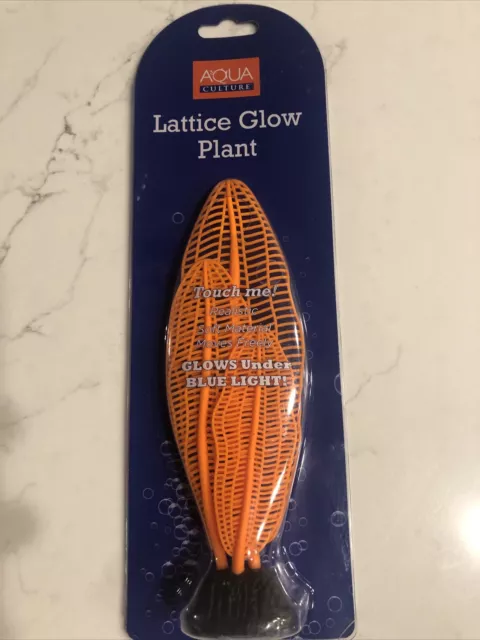 AQUA
CULTURE
Lattice Glow
Plant
Touch me!
Realistic
Soft Material
Moves Freely
GLOWS Under
BLUE LIGHT!